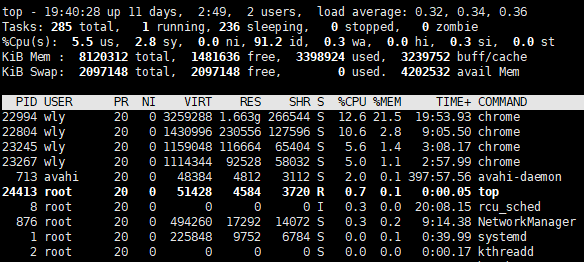 top - 19:40:28 up 11 days,  2:49,  2 users,  load average: 0.32, 0.34, 0.36
Tasks: 285 total,   1 running, 236 sleeping,   0 stopped,   0 zombie
%Cpu(s):  5.5 us,  2.8 sy,  0.0 ni, 91.2 id,  0.3 wa,  0.0 hi,  0.3 si,  0.0 st
KiB Mem :  8120312 total,  1481636 free,  3398924 used,  3239752 buff/cache
KiB Swap:  2097148 total,  2097148 free,        0 used.  4202532 avail Mem
PID USER      PR  NI    VIRT    RES    SHR S  %CPU %MEM     TIME+ COMMAND
22994 wly       20   0 3259288 1.663g 266544 S  12.6 21.5  19:53.93 chrome
22804 wly       20   0 1430996 230556 127596 S  10.6  2.8   9:05.50 chrome
23245 wly       20   0 1159048 116664  65404 S   5.6  1.4   3:08.17 chrome
23267 wly       20   0 1114344  92528  58032 S   5.0  1.1   2:57.99 chrome
713 avahi     20   0   48384   4812   3112 S   2.0  0.1 397:57.56 avahi-daemon
24413 root      20   0   51428   4584   3720 R   0.7  0.1   0:00.05 top
8 root      20   0       0      0      0 I   0.3  0.0  20:08.15 rcu_sched
876 root      20   0  494260  17292  14072 S   0.3  0.2   9:14.38 NetworkManager
1 root      20   0  225848   9752   6784 S   0.0  0.1   0:39.99 systemd
2 root      20   0       0      0      0 S   0.0  0.0   0:00.17 kthreadd